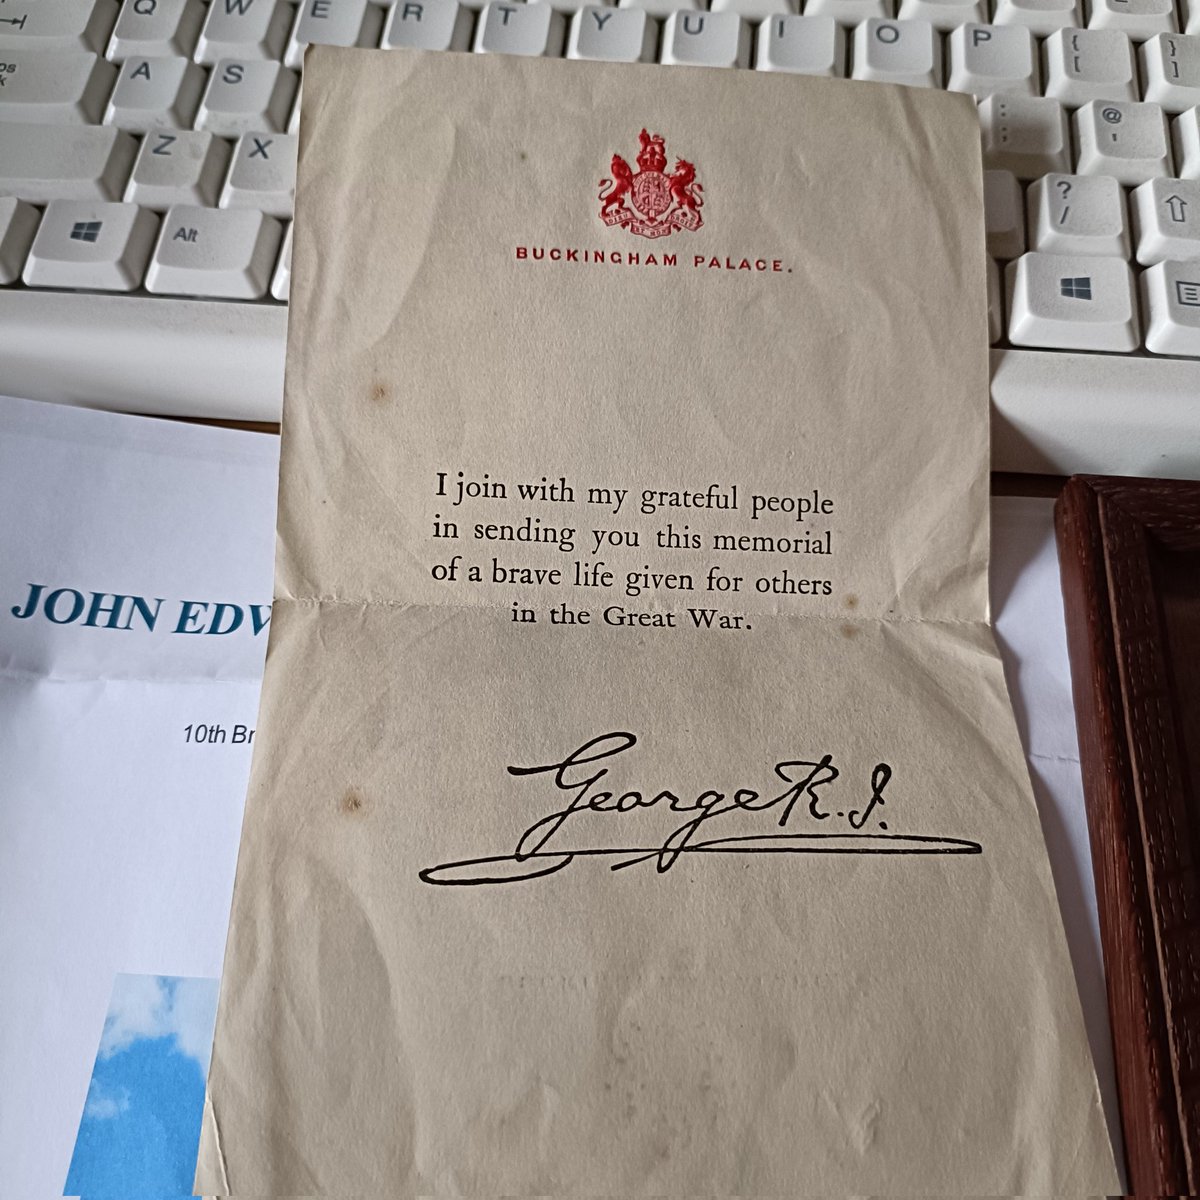 Q W E R T Y U I O P { [ } ]
A S : ; @ '
Z X ? /
Alt
BUCKINGHAM PALACE.
I join with my grateful people
in sending you this memorial
of a brave life given for others
in the Great War.
George R.I.
JOHN EDW
10th Br